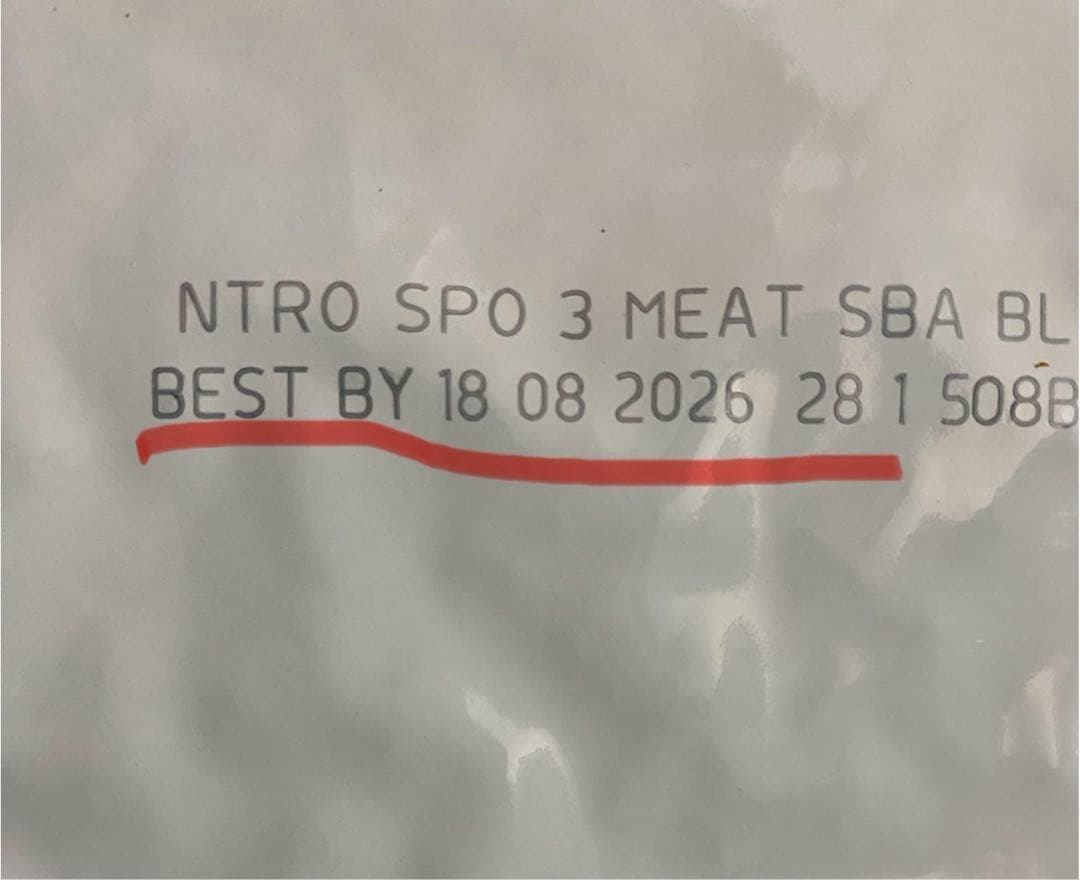 NTRO SPO 3 MEAT SBA BL
BEST BY 18 08 2026 28 1 508B